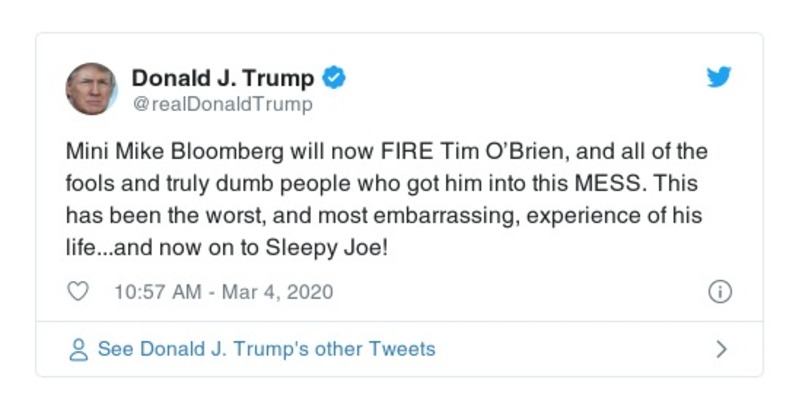 Donald J. Trump
@realDonaldTrump
Mini Mike Bloomberg will now FIRE Tim O’Brien, and all of the
fools and truly dumb people who got him into this MESS. This
has been the worst, and most embarrassing, experience of his
life...and now on to Sleepy Joe!
10:57 AM - Mar 4, 2020
See Donald J. Trump's other Tweets